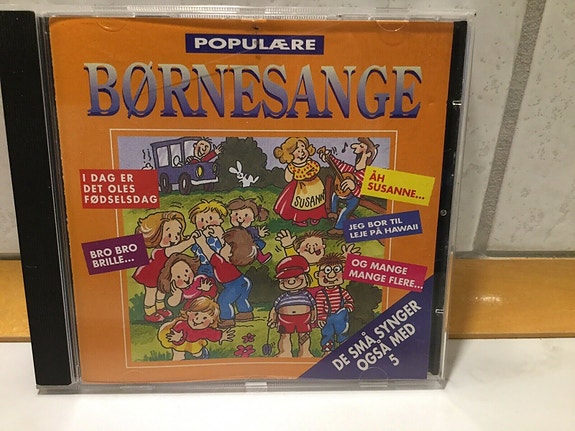 POPULÆRE
BØRNESANGE
I DAG ER
DET OLES
FØDSELSDAG
ÅH
SUSANNE...
SUSANN
JEG BOR TIL
LEJE PÅ HAWAII
BRO BRO
BRILLE...
OG MANGE
MANGE FLERE...
DE SMÅ SYNGER
OGSÅ MED
5